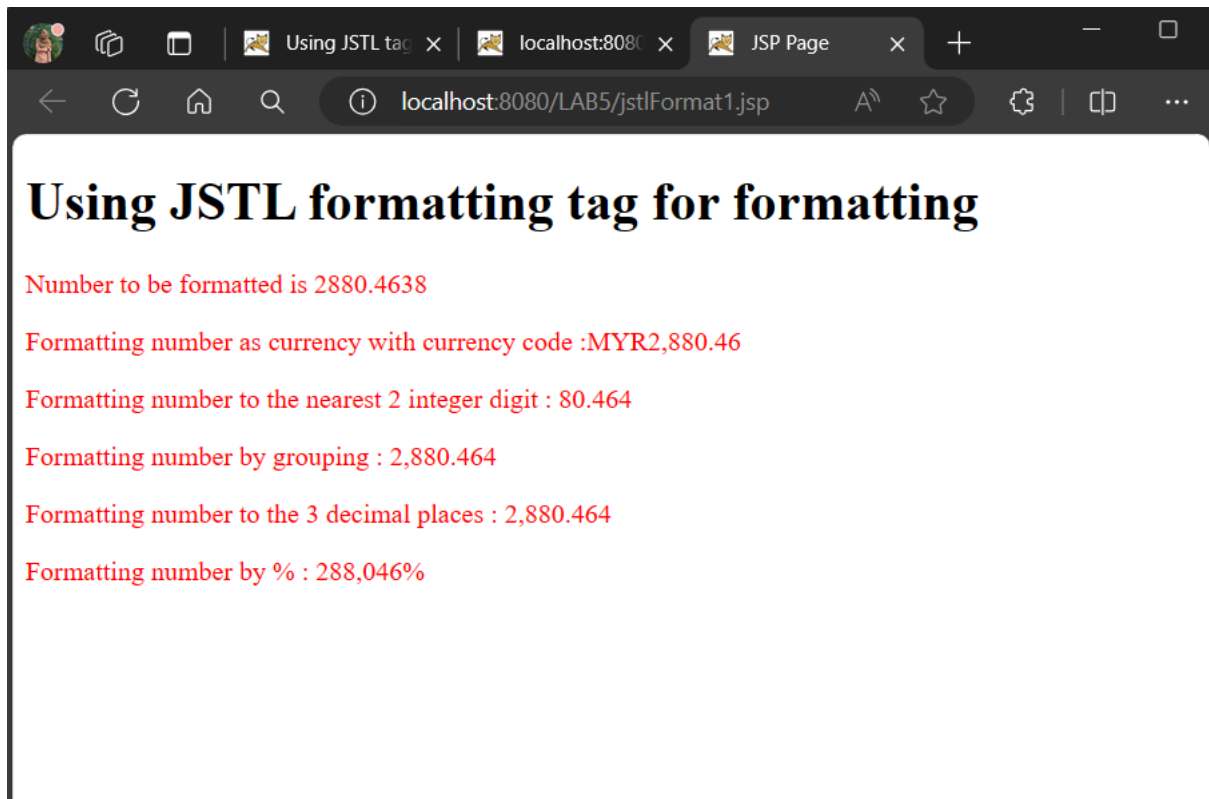 Using JSTL tag
localhost:8080
JSP Page
localhost:8080/LAB5/jstlFormat1.jsp
Using JSTL formatting tag for formatting
Number to be formatted is 2880.4638
Formatting number as currency with currency code :MYR2,880.46
Formatting number to the nearest 2 integer digit : 80.464
Formatting number by grouping : 2,880.464
Formatting number to the 3 decimal places : 2,880.464
Formatting number by % : 288,046%